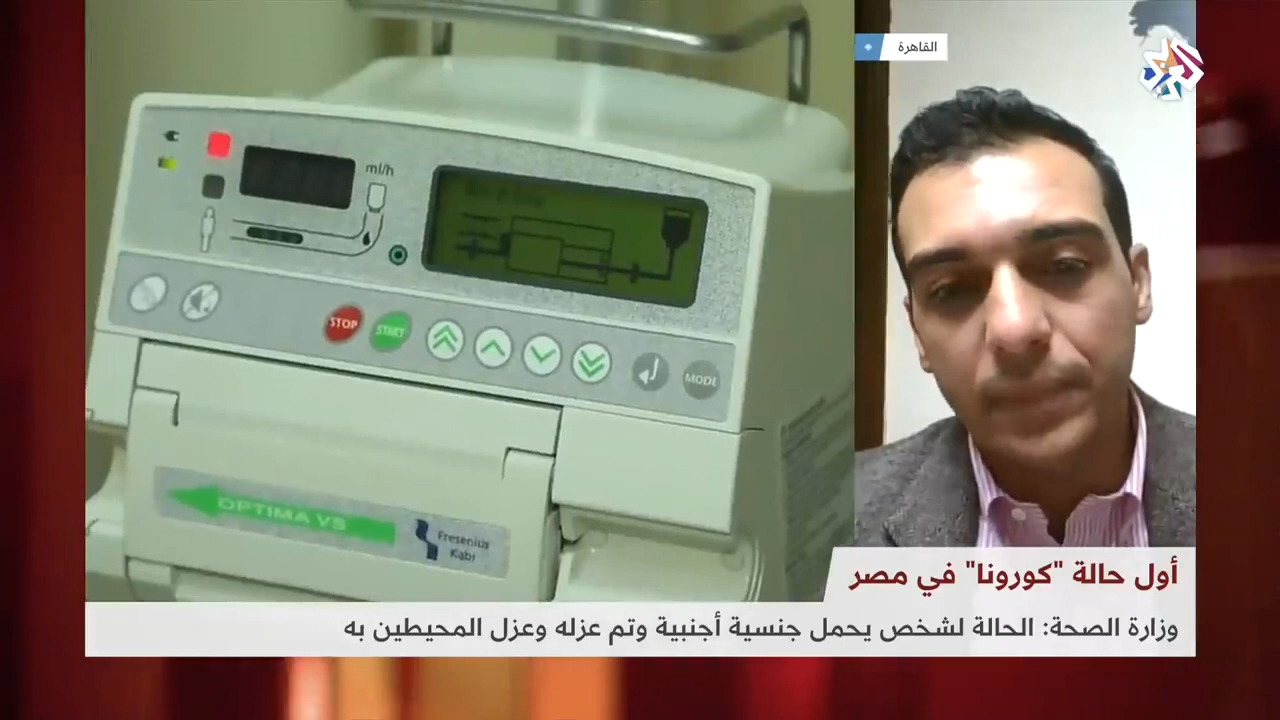 القاهرة
ml/h
STOP
START
MODE
OPTIMA VS
Fresenius
Kabi
أول حالة "كورونا" في مصر
وزارة الصحة: الحالة لشخص يحمل جنسية أجنبية وتم عزله وعزل المحيطين به